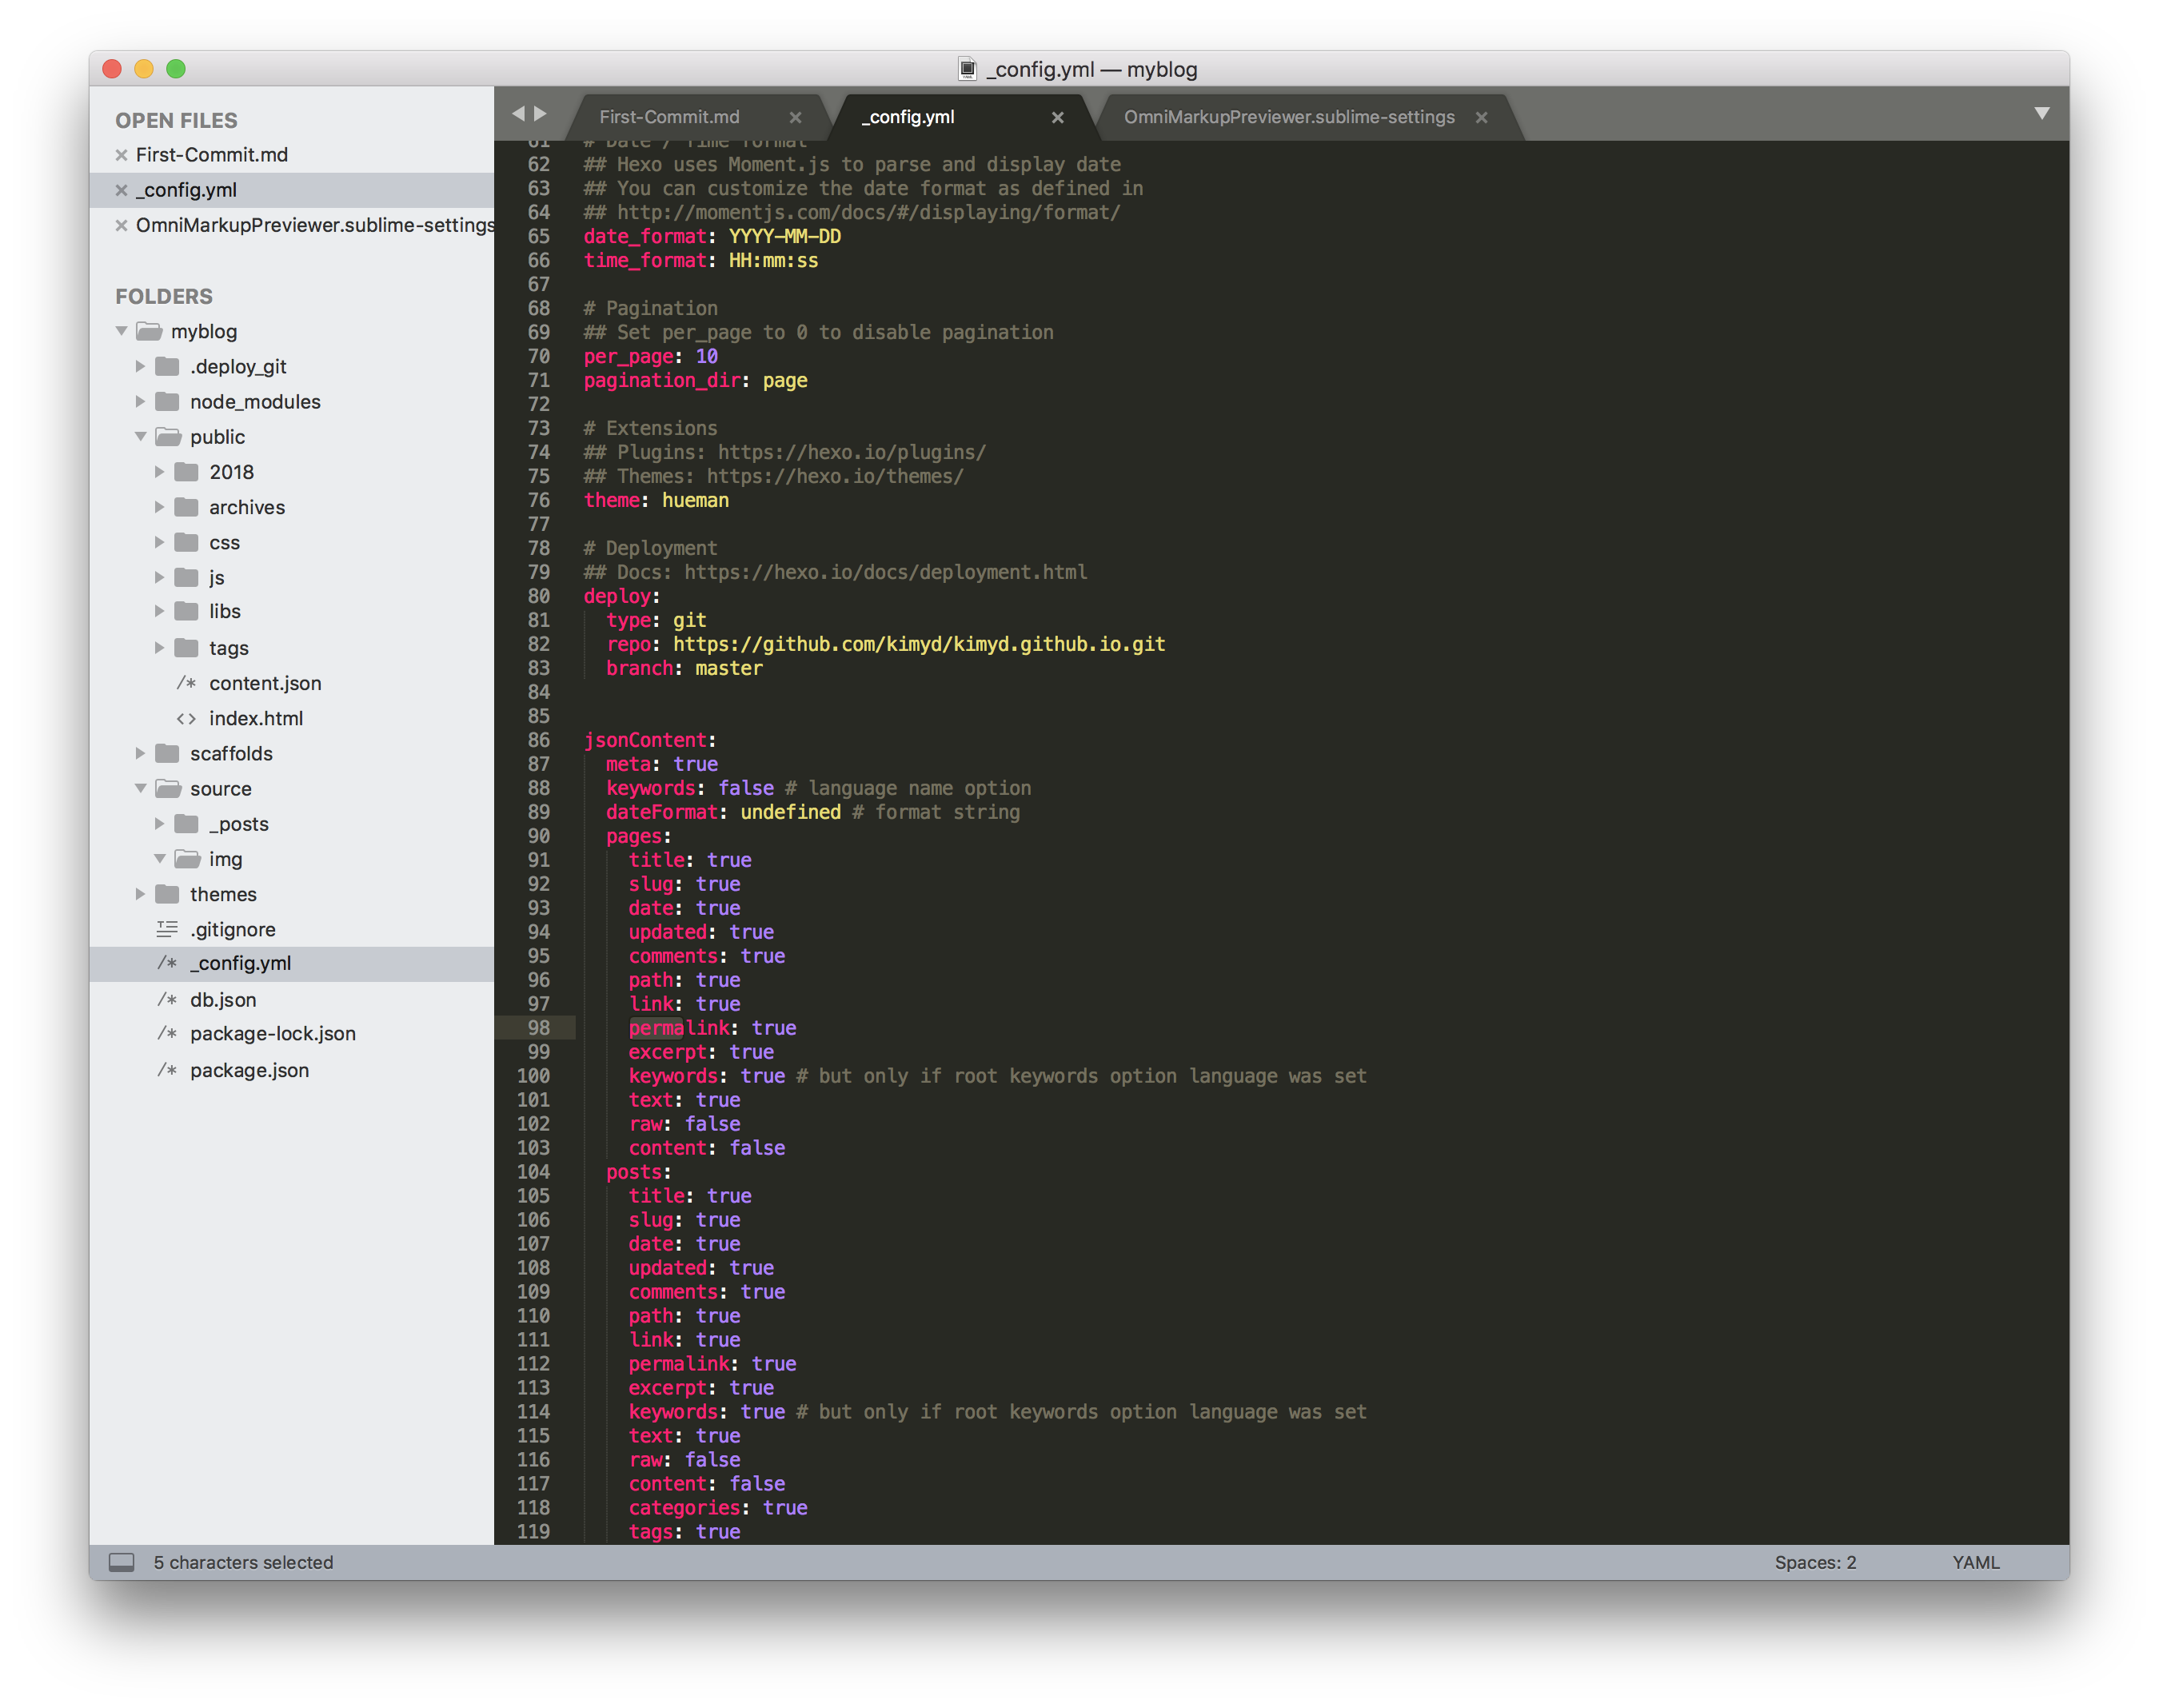 _config.yml — myblog
OPEN FILES
First-Commit.md
_config.yml
OmniMarkupPreviewer.sublime-settings
FOLDERS
myblog
.deploy_git
node_modules
public
2018
archives
css
js
libs
tags
/* content.json
<> index.html
scaffolds
source
_posts
img
themes
.gitignore
/* _config.yml
/* db.json
/* package-lock.json
/* package.json
First-Commit.md
_config.yml
OmniMarkupPreviewer.sublime-settings
61 # Date / Time format
62 ## Hexo uses Moment.js to parse and display date
63 ## You can customize the date format as defined in
64 ## http://momentjs.com/docs/#/displaying/format/
65 date_format: YYYY-MM-DD
66 time_format: HH:mm:ss
67
68 # Pagination
69 ## Set per_page to 0 to disable pagination
70 per_page: 10
71 pagination_dir: page
72
73 # Extensions
74 ## Plugins: https://hexo.io/plugins/
75 ## Themes: https://hexo.io/themes/
76 theme: hueman
77
78 # Deployment
79 ## Docs: https://hexo.io/docs/deployment.html
80 deploy:
81 type: git
82 repo: https://github.com/kimyd/kimyd.github.io.git
83 branch: master
84
85
86 jsonContent:
87 meta: true
88 keywords: false # language name option
89 dateFormat: undefined # format string
90 pages:
91 title: true
92 slug: true
93 date: true
94 updated: true
95 comments: true
96 path: true
97 link: true
98 permalink: true
99 excerpt: true
100 keywords: true # but only if root keywords option language was set
101 text: true
102 raw: false
103 content: false
104 posts:
105 title: true
106 slug: true
107 date: true
108 updated: true
109 comments: true
110 path: true
111 link: true
112 permalink: true
113 excerpt: true
114 keywords: true # but only if root keywords option language was set
115 text: true
116 raw: false
117 content: false
118 categories: true
119 tags: true
5 characters selected
Spaces: 2
YAML